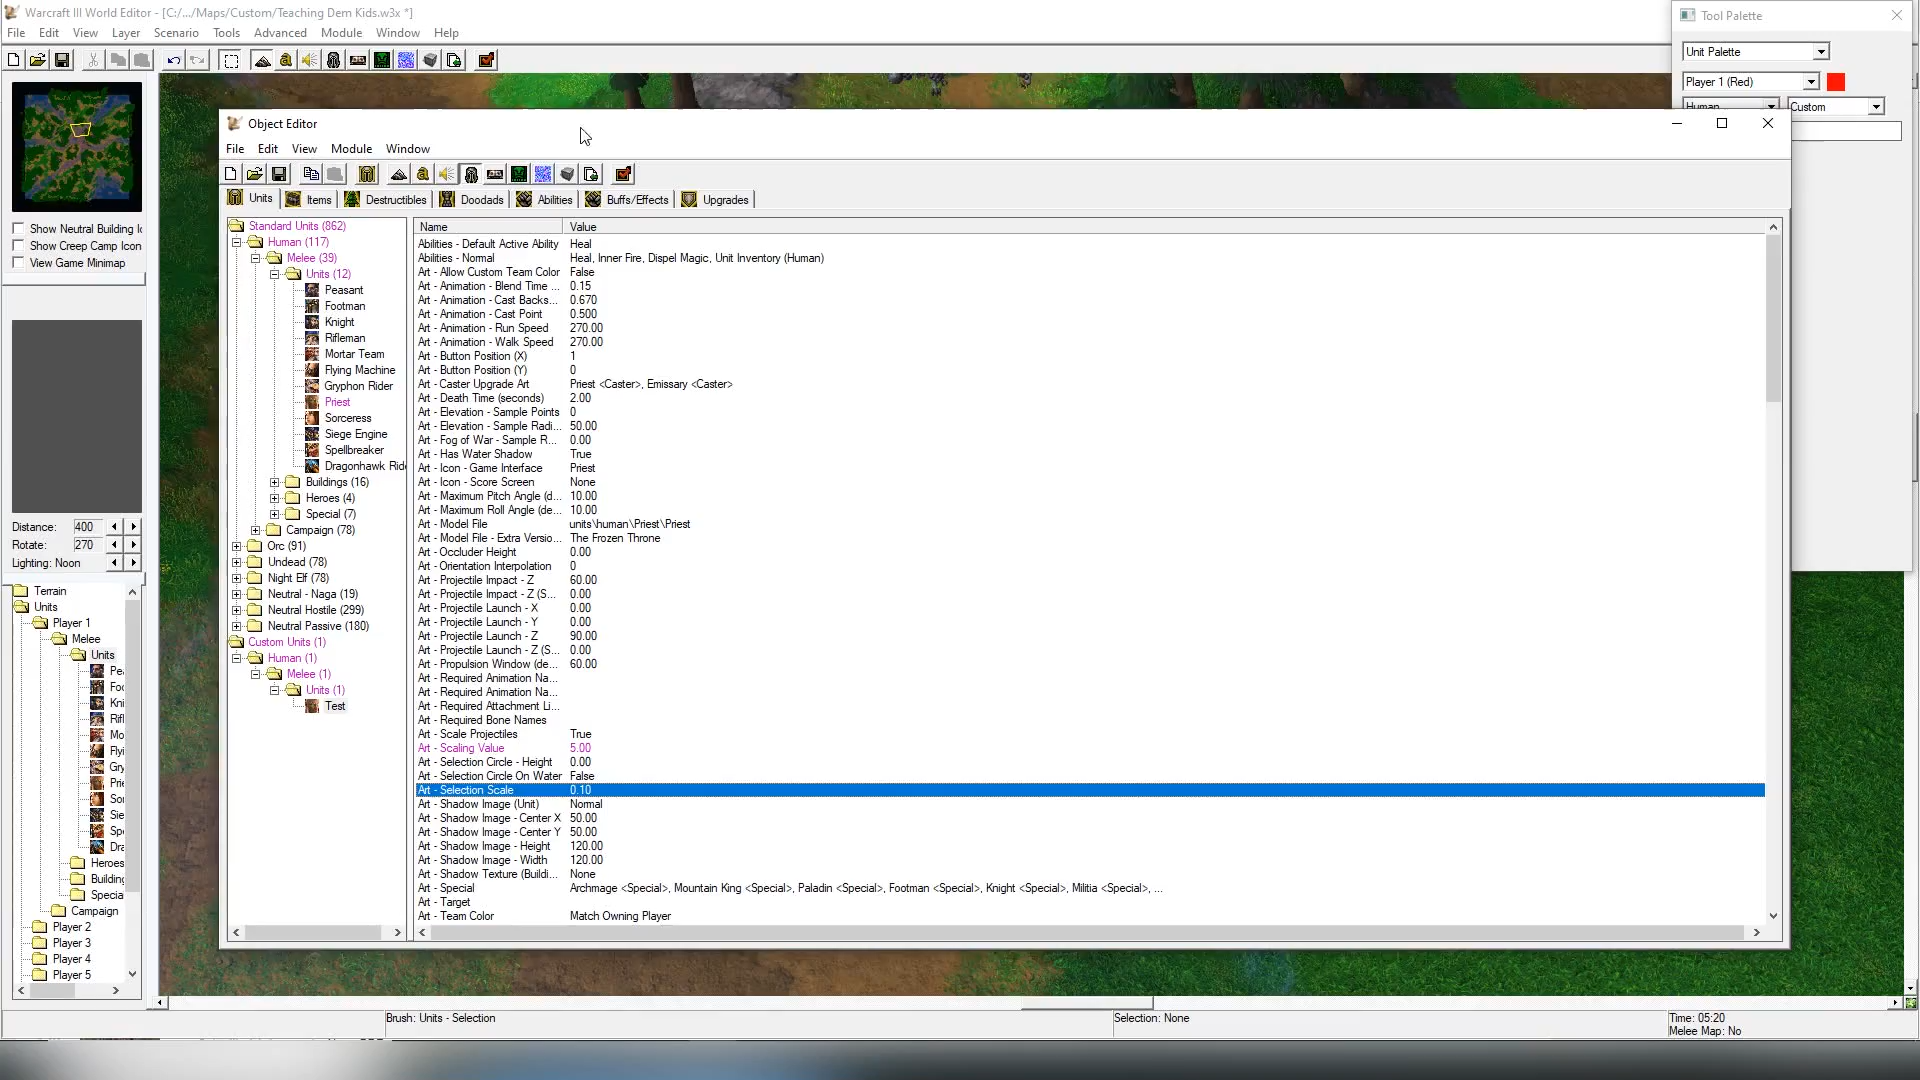 Warcraft III World Editor - [C:/.../Maps/Custom/Teaching Dem Kids.w3x *]
File Edit View Layer Scenario Tools Advanced Module Window Help
Tool Palette
Unit Palette
Player 1 (Red)
Human Custom
Show Neutral Building Ic
Show Creep Camp Icon
View Game Minimap
Distance: 400
Rotate: 270
Lighting: Noon
Terrain
Units
Player 1
Melee
Units
Pea
Foo
Kni
Rifl
Mo
Flyi
Gry
Prie
Sor
Sie
Spe
Dra
Heroes
Building
Specia
Campaign
Player 2
Player 3
Player 4
Player 5
Object Editor
File Edit View Module Window
Units Items Destructibles Doodads Abilities Buffs/Effects Upgrades
Standard Units (862)
Human (117)
Melee (39)
Units (12)
Peasant
Footman
Knight
Rifleman
Mortar Team
Flying Machine
Gryphon Rider
Priest
Sorceress
Siege Engine
Spellbreaker
Dragonhawk Ride
Buildings (16)
Heroes (4)
Special (7)
Campaign (78)
Orc (91)
Undead (78)
Night Elf (78)
Neutral - Naga (19)
Neutral Hostile (299)
Neutral Passive (180)
Custom Units (1)
Human (1)
Melee (1)
Units (1)
Test
Name Value
Abilities - Default Active Ability Heal
Abilities - Normal Heal, Inner Fire, Dispel Magic, Unit Inventory (Human)
Art - Allow Custom Team Color False
Art - Animation - Blend Time ... 0.15
Art - Animation - Cast Backs... 0.670
Art - Animation - Cast Point 0.500
Art - Animation - Run Speed 270.00
Art - Animation - Walk Speed 270.00
Art - Button Position (X) 1
Art - Button Position (Y) 0
Art - Caster Upgrade Art Priest <Caster>, Emissary <Caster>
Art - Death Time (seconds) 2.00
Art - Elevation - Sample Points 0
Art - Elevation - Sample Radi... 50.00
Art - Fog of War - Sample R... 0.00
Art - Has Water Shadow True
Art - Icon - Game Interface Priest
Art - Icon - Score Screen None
Art - Maximum Pitch Angle (d... 10.00
Art - Maximum Roll Angle (de... 10.00
Art - Model File units\human\Priest\Priest
Art - Model File - Extra Versio... The Frozen Throne
Art - Occluder Height 0.00
Art - Orientation Interpolation 0
Art - Projectile Impact - Z 60.00
Art - Projectile Impact - Z (S... 0.00
Art - Projectile Launch - X 0.00
Art - Projectile Launch - Y 0.00
Art - Projectile Launch - Z 90.00
Art - Projectile Launch - Z (S... 0.00
Art - Propulsion Window (de... 60.00
Art - Required Animation Na...
Art - Required Animation Na...
Art - Required Attachment Li...
Art - Required Bone Names
Art - Scale Projectiles True
Art - Scaling Value 5.00
Art - Selection Circle - Height 0.00
Art - Selection Circle On Water False
Art - Selection Scale 0.10
Art - Shadow Image (Unit) Normal
Art - Shadow Image - Center X 50.00
Art - Shadow Image - Center Y 50.00
Art - Shadow Image - Height 120.00
Art - Shadow Image - Width 120.00
Art - Shadow Texture (Buildi... None
Art - Special Archmage <Special>, Mountain King <Special>, Paladin <Special>, Footman <Special>, Knight <Special>, Militia <Special>, ...
Art - Target
Art - Team Color Match Owning Player
Brush: Units - Selection
Selection: None
Time: 05:20
Melee Map: No